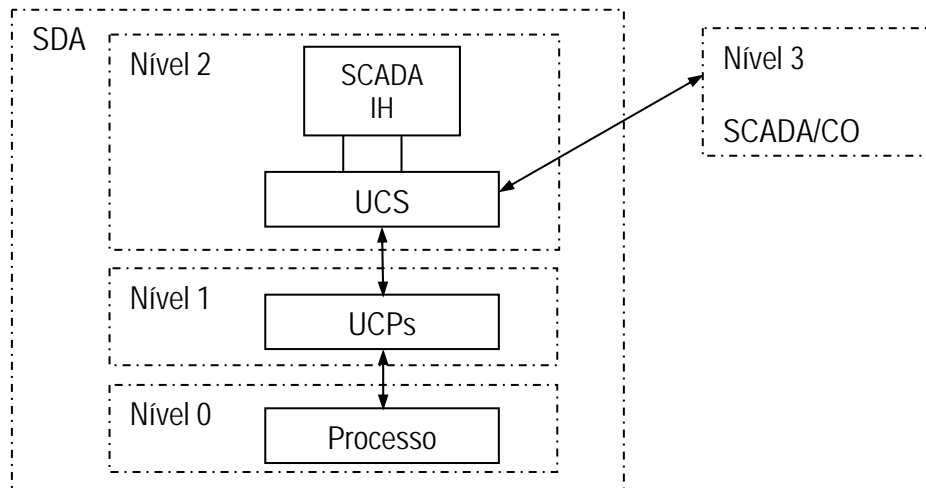 SDA
Nível 2
SCADA
IH
UCS
Nível 3
SCADA/CO
Nível 1
UCPs
Nível 0
Processo